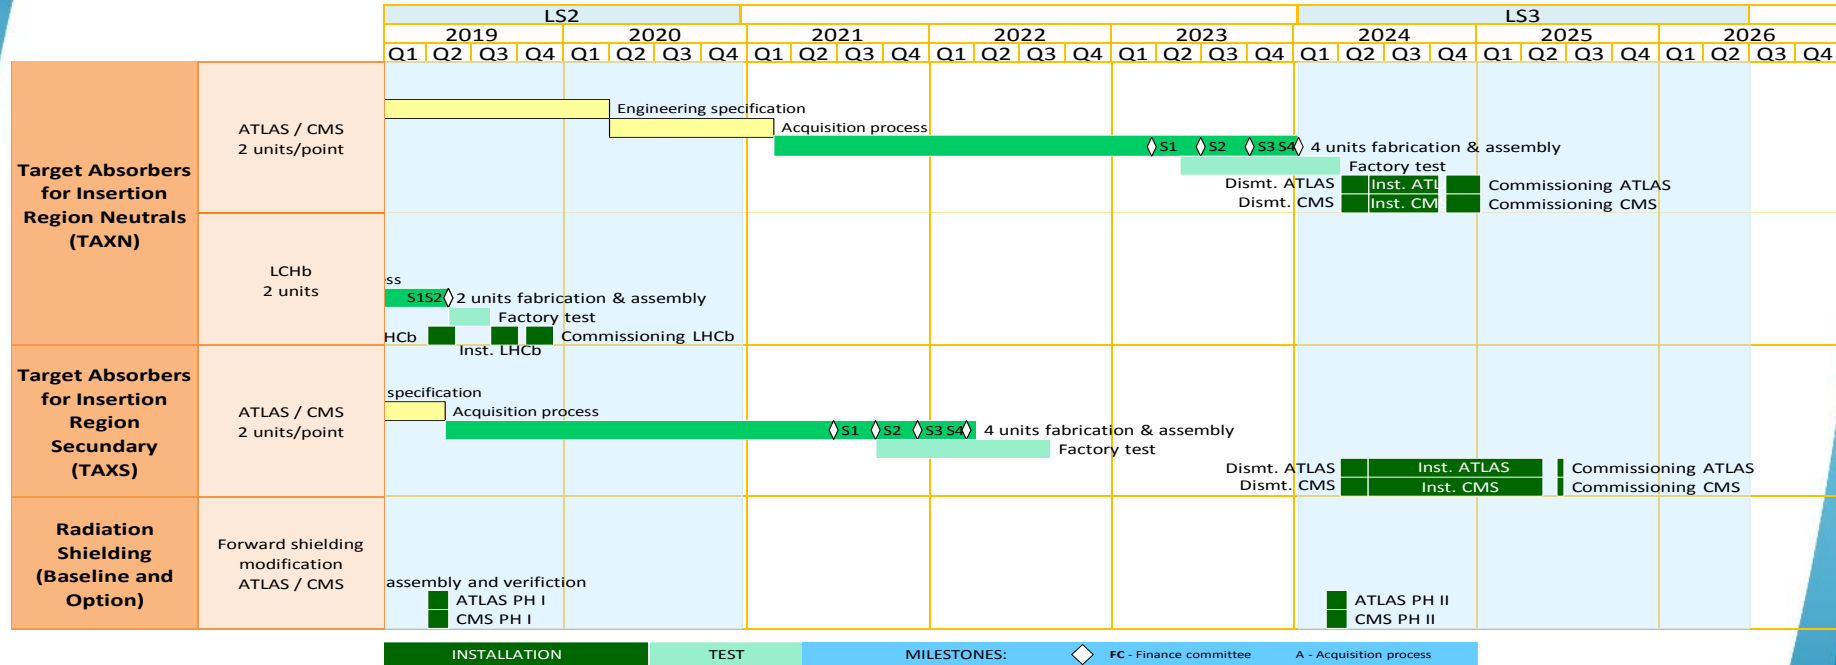 LS2 LS3
2019 2020 2021 2022 2023 2024 2025 2026
Q1 Q2 Q3 Q4 Q1 Q2 Q3 Q4 Q1 Q2 Q3 Q4 Q1 Q2 Q3 Q4 Q1 Q2 Q3 Q4 Q1 Q2 Q3 Q4 Q1 Q2 Q3 Q4 Q1 Q2 Q3 Q4
Target Absorbers
for Insertion
Region Neutrals
(TAXN)
ATLAS / CMS
2 units/point
Engineering specification
Acquisition process
S1 S2 S3 S4 4 units fabrication & assembly
Factory test
Dismt. ATLAS Inst. ATL Commissioning ATLAS
Dismt. CMS Inst. CM Commissioning CMS
LCHb
2 units
ss
S1S2 2 units fabrication & assembly
Factory test
HCb Commissioning LHCb
Inst. LHCb
Target Absorbers
for Insertion
Region
Secundary
(TAXS)
ATLAS / CMS
2 units/point
specification
Acquisition process
S1 S2 S3 S4 4 units fabrication & assembly
Factory test
Dismt. ATLAS Inst. ATLAS Commissioning ATLAS
Dismt. CMS Inst. CMS Commissioning CMS
Radiation
Shielding
(Baseline and
Option)
Forward shielding
modification
ATLAS / CMS
assembly and verifiction
ATLAS PH I ATLAS PH II
CMS PH I CMS PH II
INSTALLATION TEST MILESTONES: FC - Finance committee A - Acquisition process